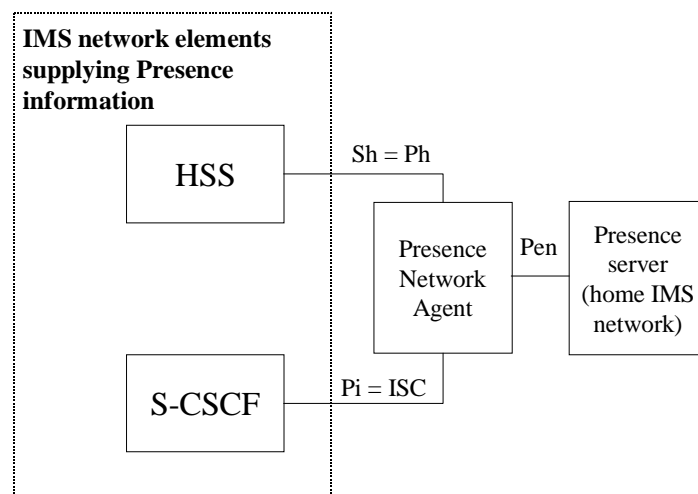 IMS network elements
supplying Presence
information
HSS
Sh = Ph
Presence
Network
Agent
Pen
Presence
server
(home IMS
network)
S-CSCF
Pi = ISC